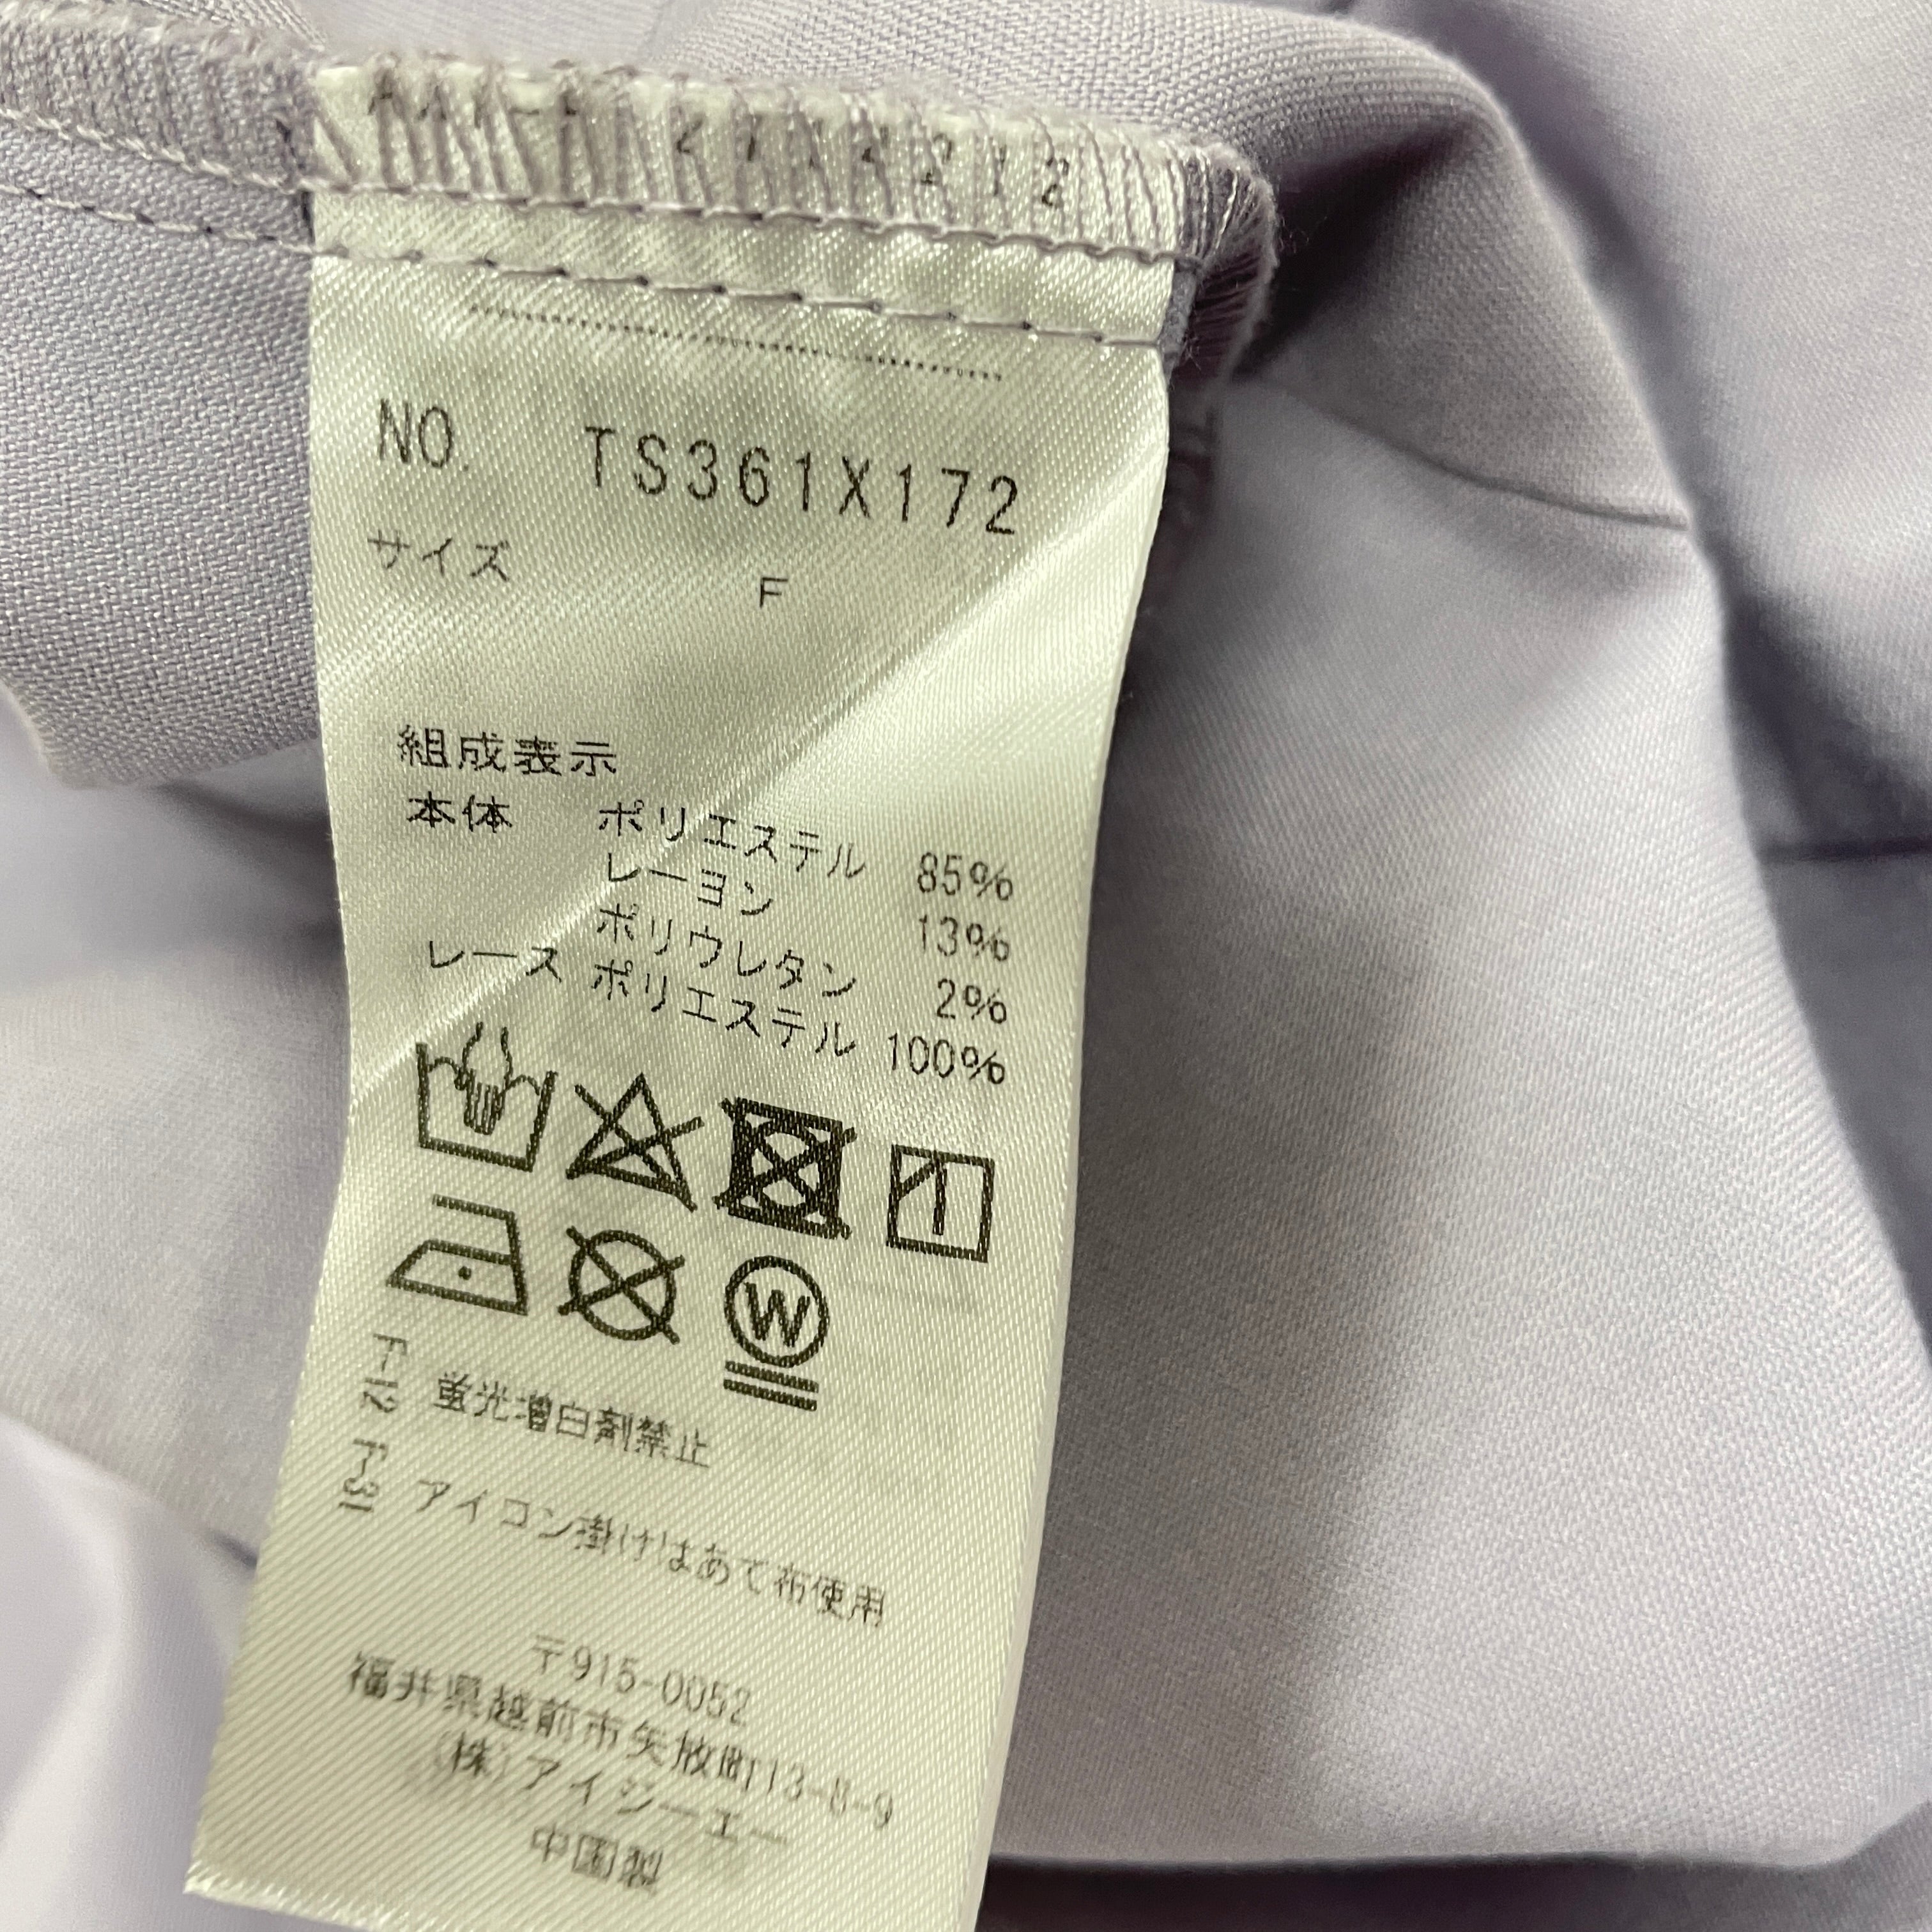 NO. TS361X172
サイズ F
組成表示
本体 ポリエステル 85%
レーヨン 13%
ポリウレタン 2%
レース ポリエステル 100%
W
蛍光増白剤禁止
アイコン掛けはあて布使用
〒915-0052
福井県越前市矢放町13-8-9
(株)アイジーエー
中国製